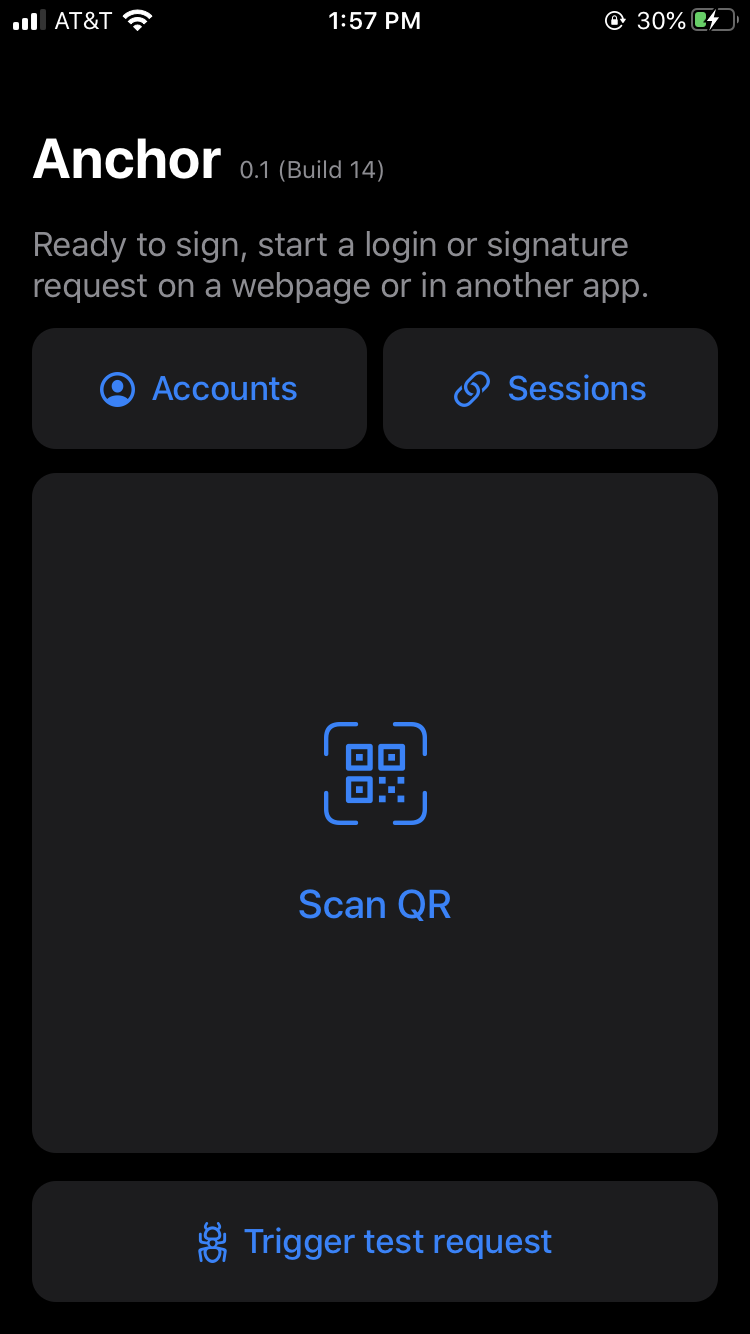 AT&T 1:57 PM 30%
Anchor 0.1 (Build 14)
Ready to sign, start a login or signature
request on a webpage or in another app.
Accounts Sessions
Scan QR
Trigger test request